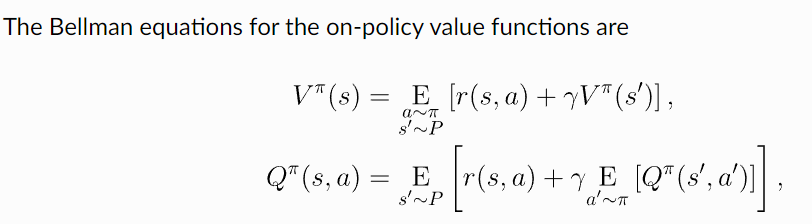 The Bellman equations for the on-policy value functions are
V^π(s) = E_{a∼π, s′∼P} [r(s, a) + γV^π(s′)] ,
Q^π(s, a) = E_{s′∼P} [r(s, a) + γ E_{a′∼π} [Q^π(s′, a′)]] ,